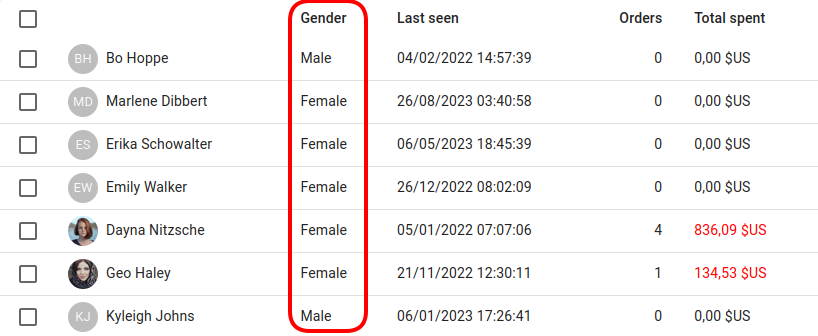 Gender Last seen Orders Total spent
BH Bo Hoppe Male 04/02/2022 14:57:39 0 0,00 $US
MD Marlene Dibbert Female 26/08/2023 03:40:58 0 0,00 $US
ES Erika Schowalter Female 06/05/2023 18:45:39 0 0,00 $US
EW Emily Walker Female 26/12/2022 08:02:09 0 0,00 $US
Dayna Nitzsche Female 05/01/2022 07:07:06 4 836,09 $US
Geo Haley Female 21/11/2022 12:30:11 1 134,53 $US
KJ Kyleigh Johns Male 06/01/2023 17:26:41 0 0,00 $US